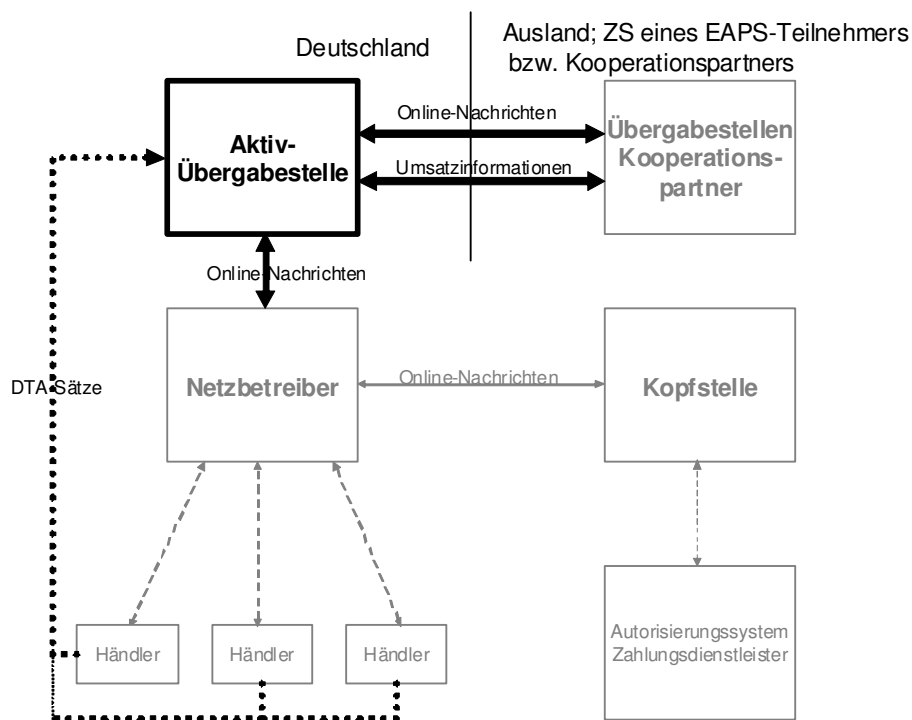 Deutschland
Ausland; ZS eines EAPS-Teilnehmers
bzw. Kooperationspartners
Aktiv-
Übergabestelle
Online-Nachrichten
Umsatzinformationen
Übergabestellen
Kooperations-
partner
Online-Nachrichten
DTA-Sätze
Netzbetreiber
Online-Nachrichten
Kopfstelle
Händler
Händler
Händler
Autorisierungssystem
Zahlungsdienstleister